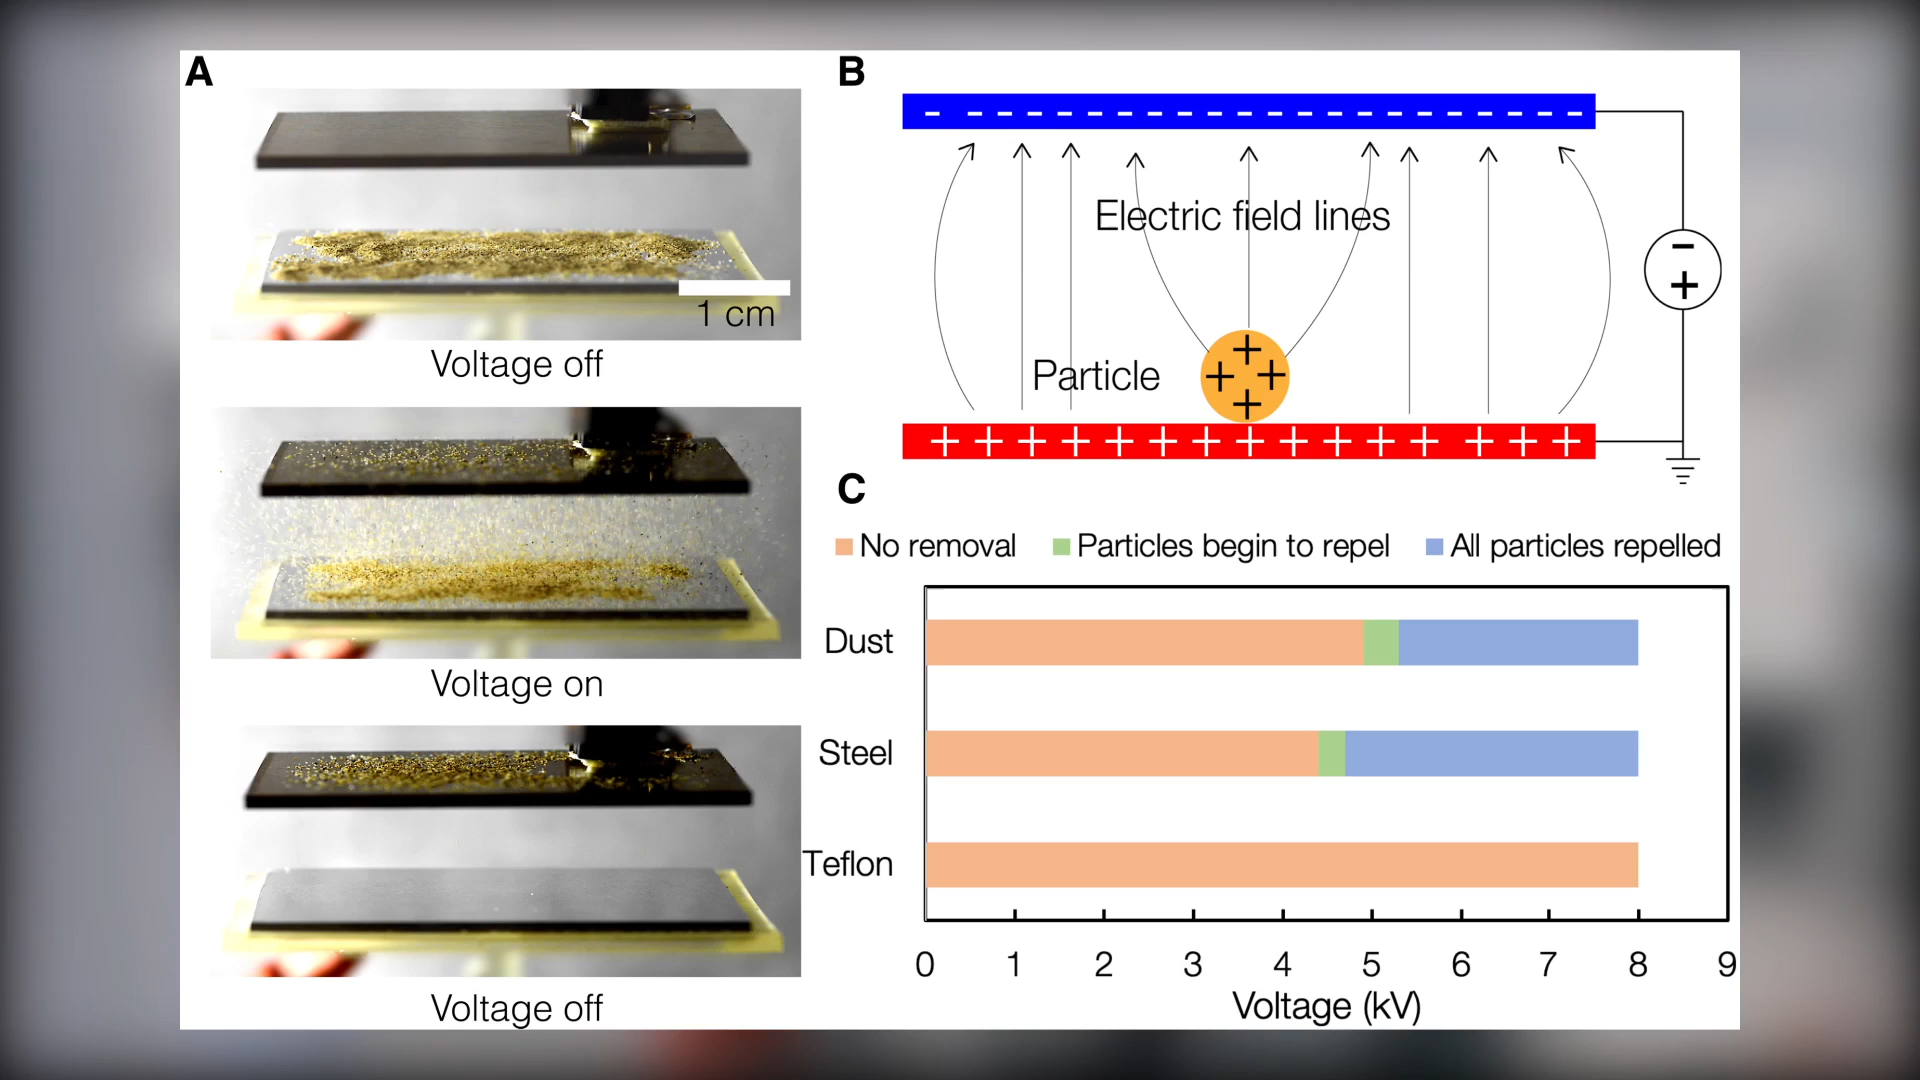 A
1 cm
Voltage off
Voltage on
Voltage off
B
- - - - - - - - - - - - - - - - - - - - - -
Electric field lines
Particle
+
+ +
+
+ + + + + + + + + + + + + + +
-
+
C
No removal Particles begin to repel All particles repelled
Dust
Steel
Teflon
0 1 2 3 4 5 6 7 8 9
Voltage (kV)